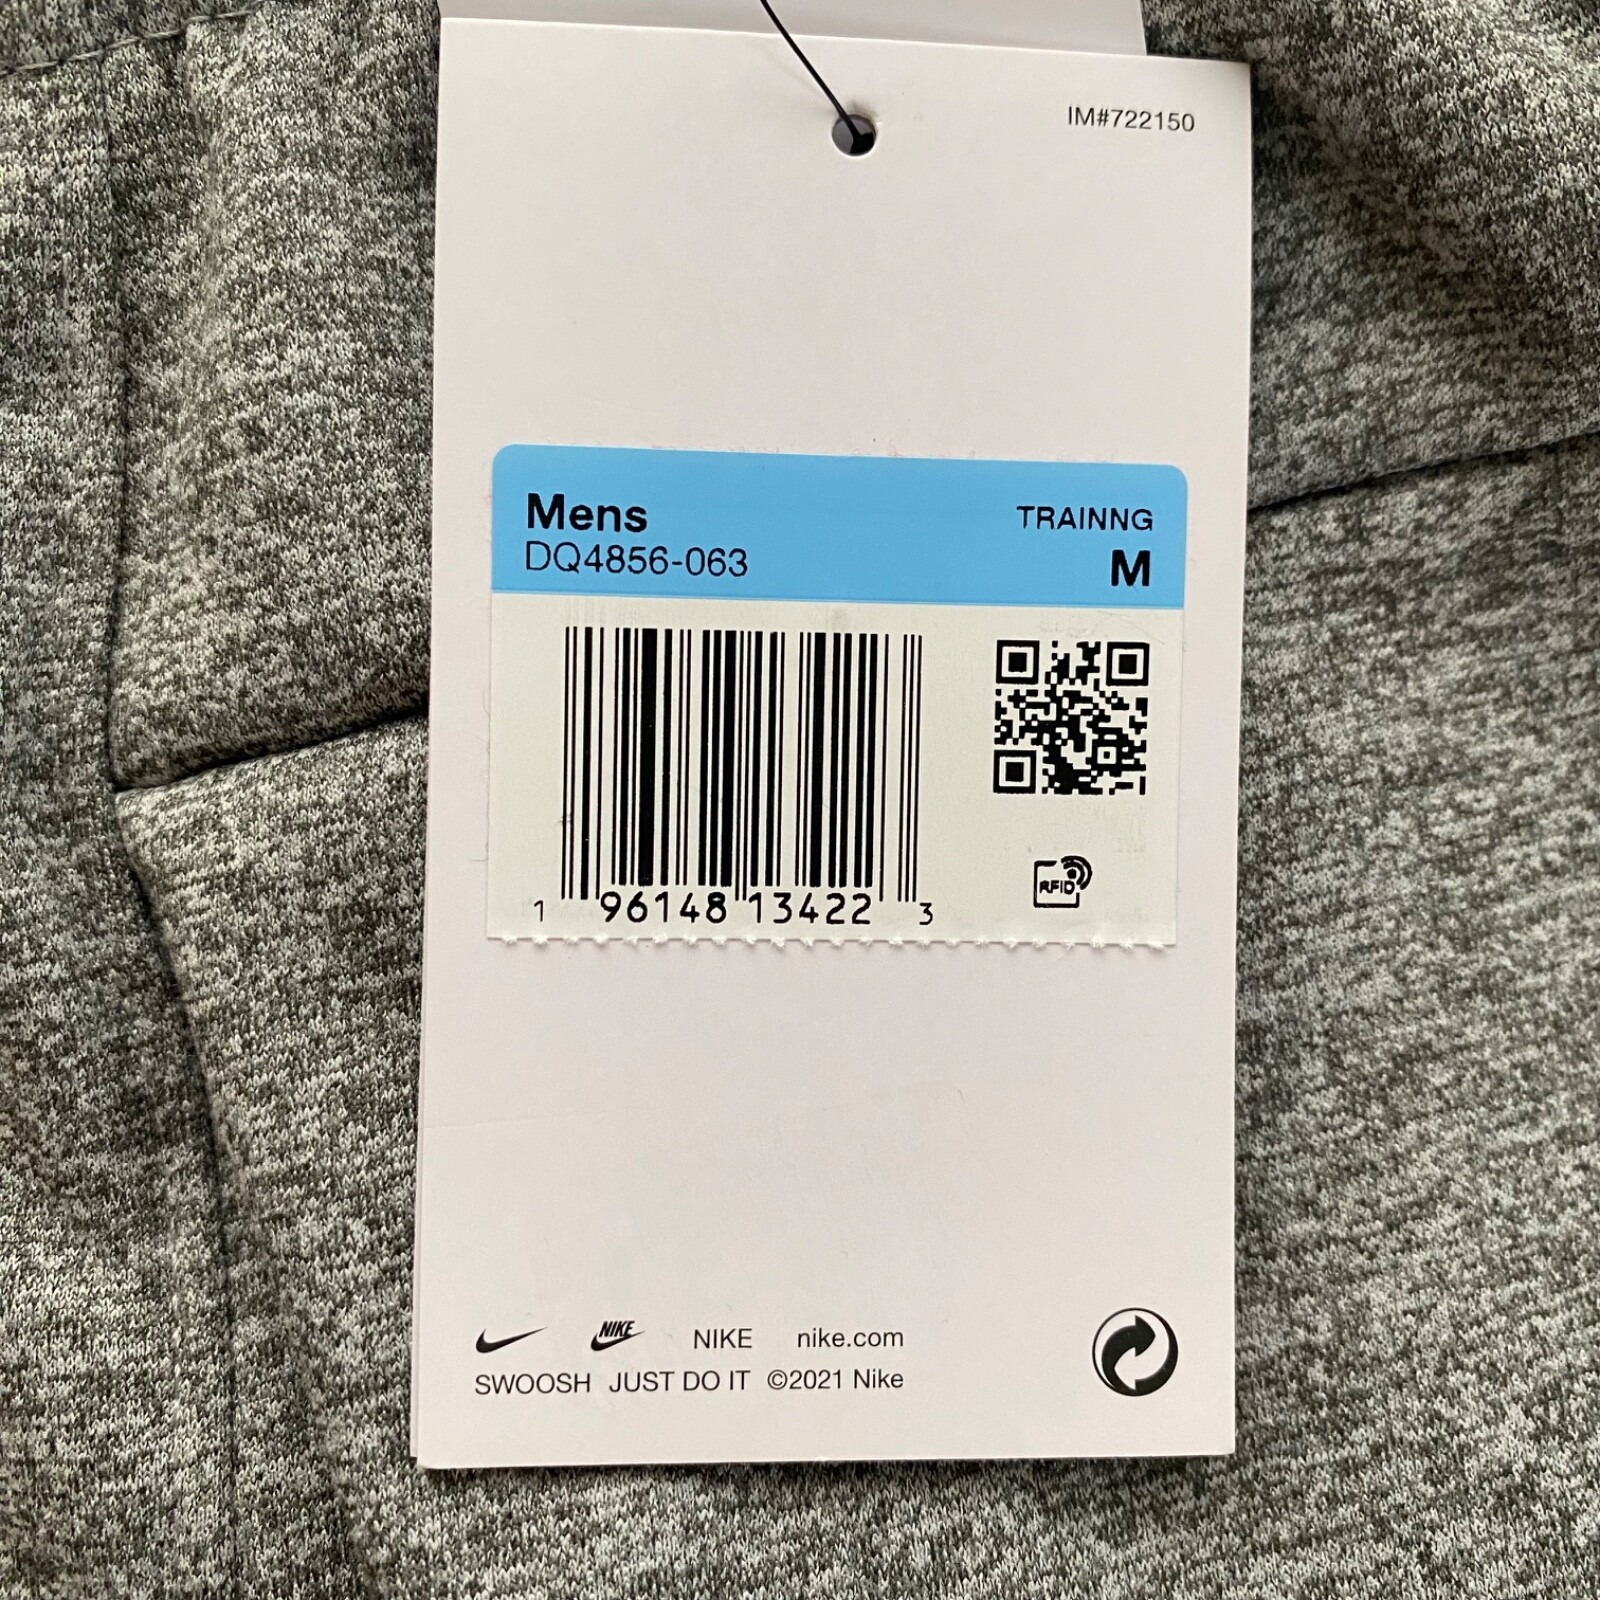 IM#722150
Mens TRAINNG
DQ4856-063 M
1 96148 13422 3
RFID
NIKE NIKE nike.com
SWOOSH JUST DO IT ©2021 Nike